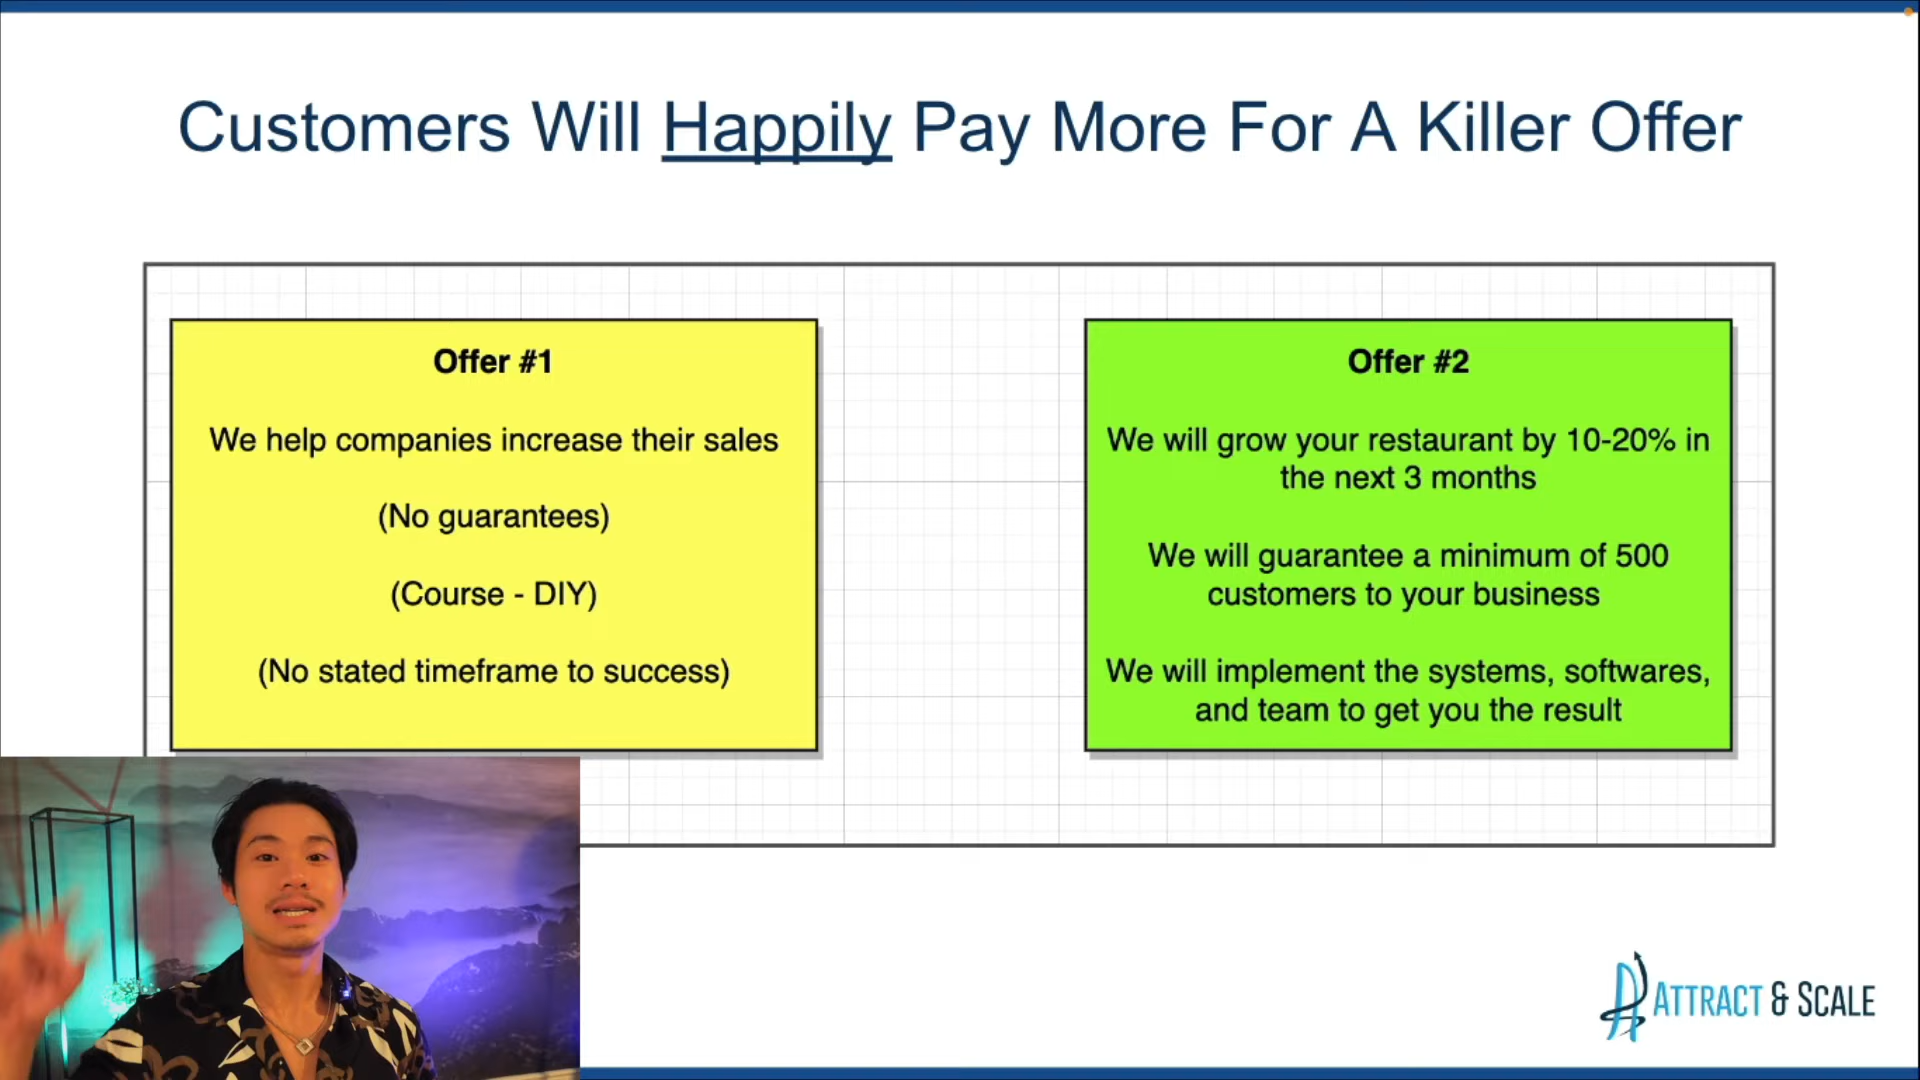 Customers Will Happily Pay More For A Killer Offer
Offer #1
We help companies increase their sales
(No guarantees)
(Course - DIY)
(No stated timeframe to success)
Offer #2
We will grow your restaurant by 10-20% in
the next 3 months
We will guarantee a minimum of 500
customers to your business
We will implement the systems, softwares,
and team to get you the result
ATTRACT & SCALE